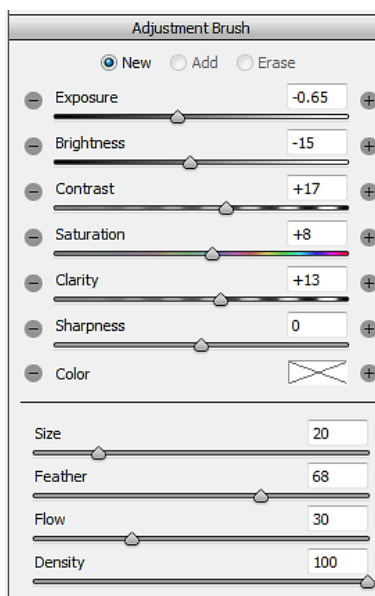 Adjustment Brush
New Add Erase
Exposure -0.65
Brightness -15
Contrast +17
Saturation +8
Clarity +13
Sharpness 0
Color
Size 20
Feather 68
Flow 30
Density 100